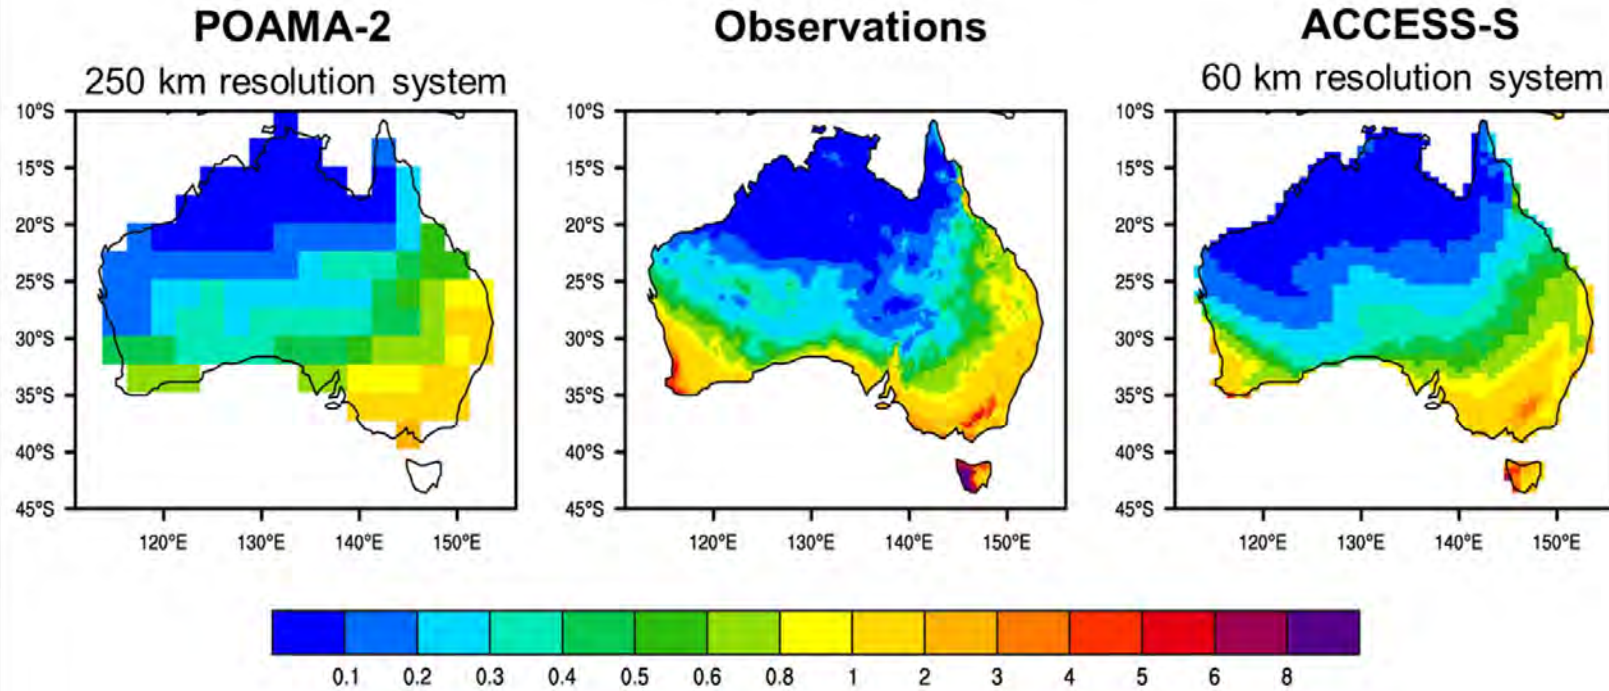 POAMA-2
250 km resolution system
10°S
15°S
20°S
25°S
30°S
35°S
40°S
45°S
120°E 130°E 140°E 150°E
Observations
10°S
15°S
20°S
25°S
30°S
35°S
40°S
45°S
120°E 130°E 140°E 150°E
ACCESS-S
60 km resolution system
10°S
15°S
20°S
25°S
30°S
35°S
40°S
45°S
120°E 130°E 140°E 150°E
0.1 0.2 0.3 0.4 0.5 0.6 0.8 1 2 3 4 5 6 8